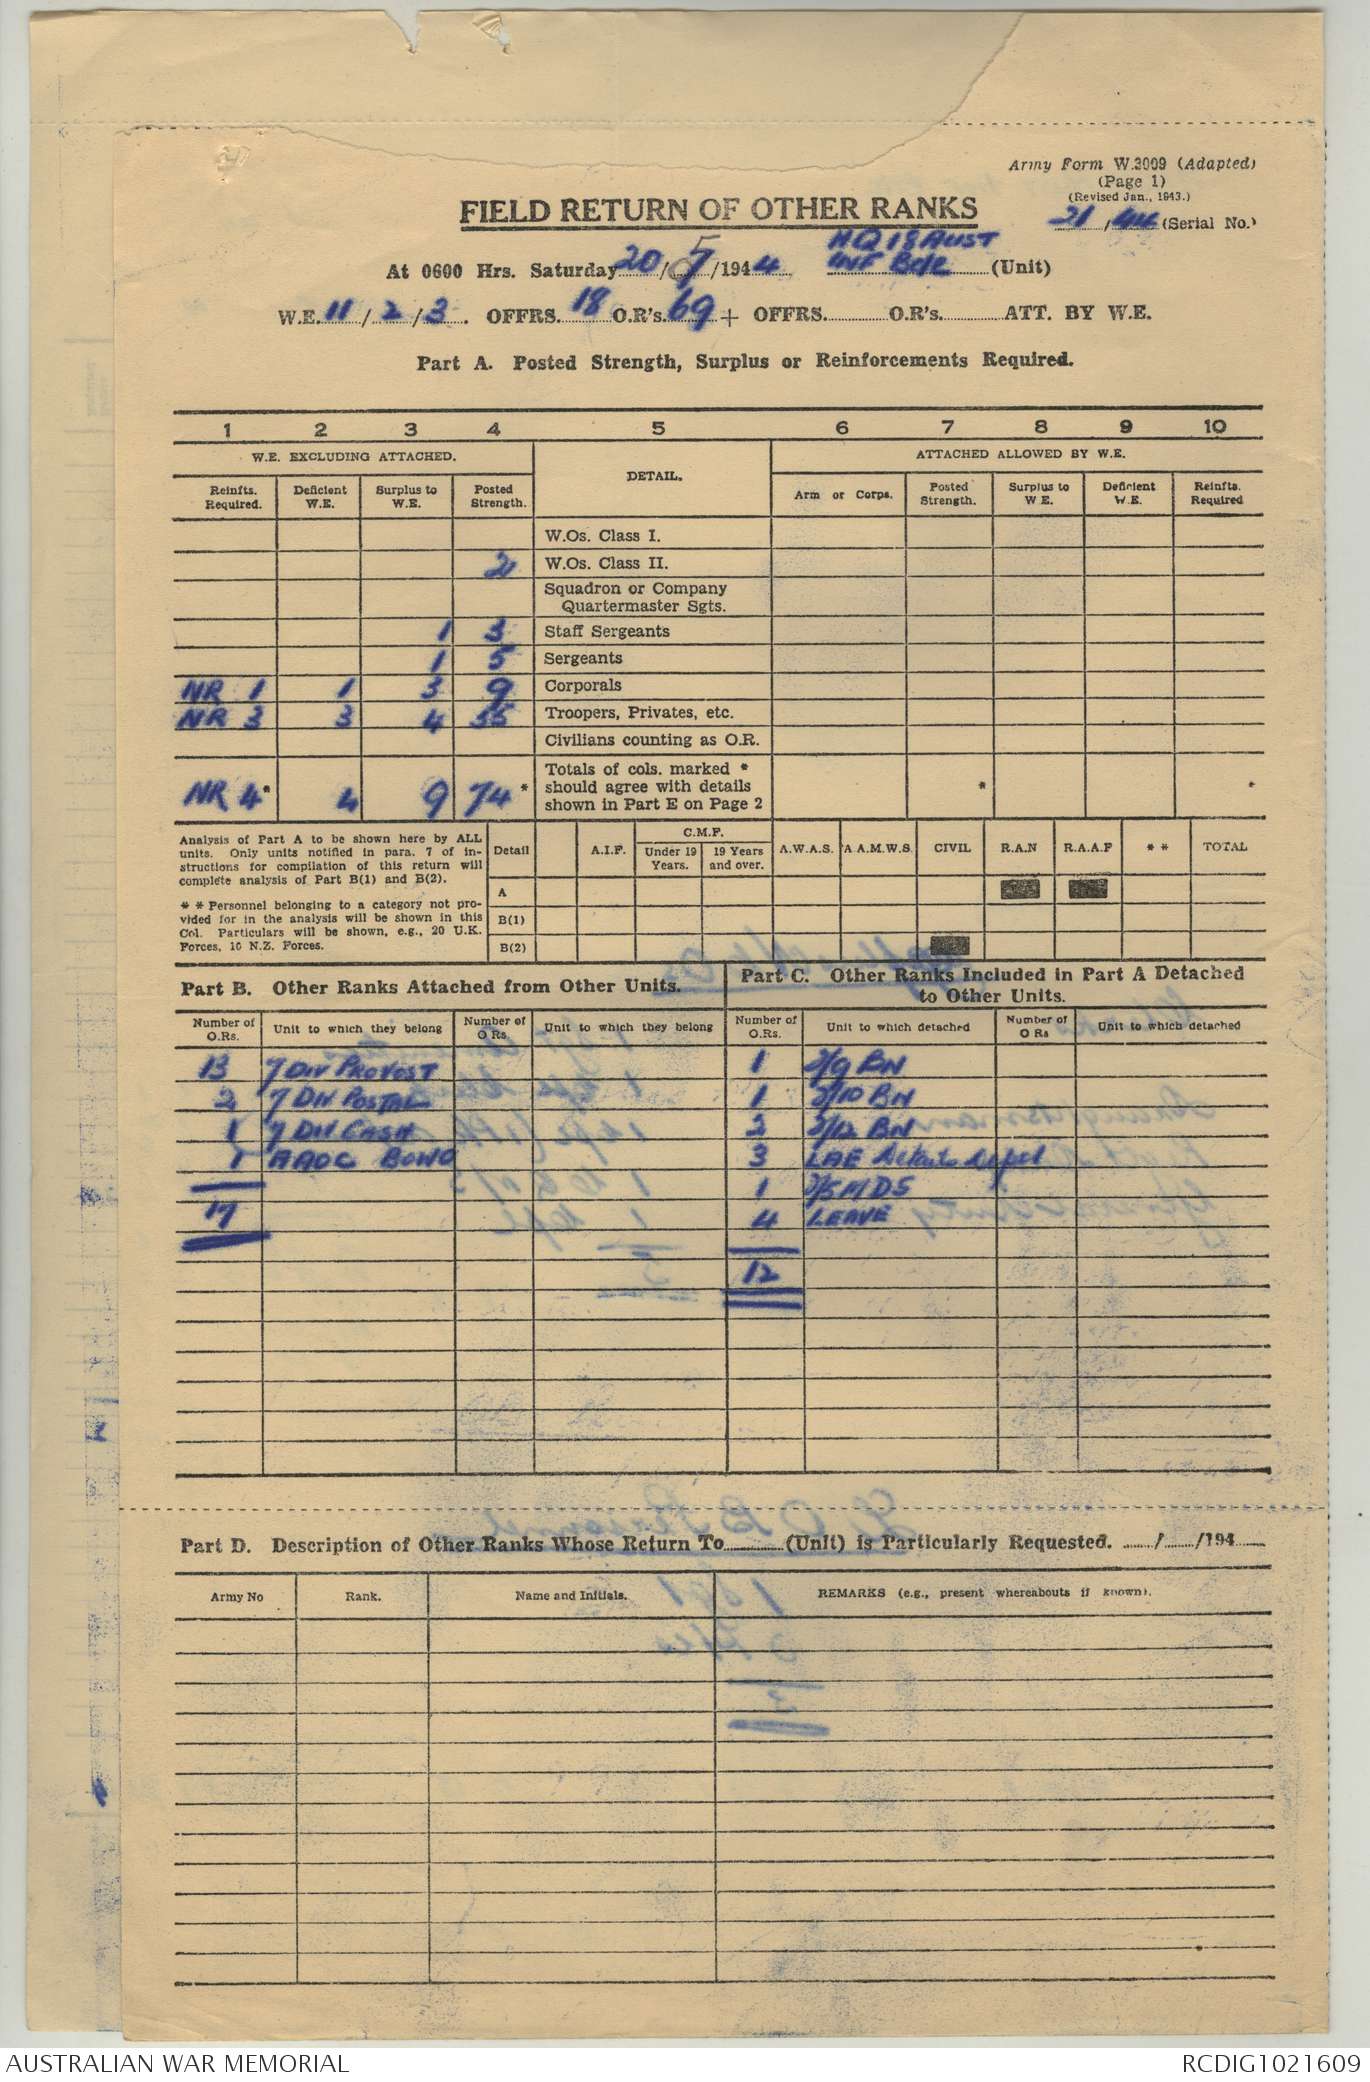 Army Form W.3009 (Adapted)
(Page 1)
(Revised Jan., 1943.)
21/44 (Serial No.)
FIELD RETURN OF OTHER RANKS
At 0600 Hrs. Saturday 20/5/1944 HQ 18 AUST INF Bde (Unit)
W.E. 11/2/3. OFFRS. 18 O.R's. 69 + OFFRS. O.R's. ATT. BY W.E.
Part A. Posted Strength, Surplus or Reinforcements Required.
1 2 3 4 5 6 7 8 9 10
W.E. EXCLUDING ATTACHED. DETAIL. ATTACHED ALLOWED BY W.E.
Reinfts. Required. Deficient W.E. Surplus to W.E. Posted Strength. Arm or Corps. Posted Strength. Surplus to W E. Deficient W.E. Reinfts. Required
W.Os. Class I.
2 W.Os. Class II.
Squadron or Company
Quartermaster Sgts.
1 3 Staff Sergeants
1 5 Sergeants
NR 1 1 3 9 Corporals
NR 3 3 4 55 Troopers, Privates, etc.
Civilians counting as O.R.
Totals of cols. marked *
should agree with details
NR 4* 4 9 74* shown in Part E on Page 2 * *
Analysis of Part A to be shown here by ALL
units. Only units notified in para. 7 of in-
structions for compilation of this return will
complete analysis of Part B(1) and B(2).
* * Personnel belonging to a category not pro-
vided for in the analysis will be shown in this
Col. Particulars will be shown, e.g., 20 U.K.
Forces, 10 N.Z. Forces.
Detail A.I.F. C.M.F. Under 19 Years. 19 Years and over. A.W.A.S. A A.M.W.S. CIVIL R.A.N R.A.A.F * * TOTAL
A
B(1)
B(2)
Part B. Other Ranks Attached from Other Units.
Number of O.Rs. Unit to which they belong Number of O Rs. Unit to which they belong
13 7 DIV PROVOST
2 7 DIV POSTAL
1 7 DIV CASH
1 AAOC BOWO
17
Part C. Other Ranks Included in Part A Detached
to Other Units.
Number of O.Rs. Unit to which detached Number of O Rs Unit to which detached
1 2/9 BN
1 2/10 BN
2 2/12 BN
3 LAE Details Depot
1 2/5 MDS
4 LEAVE
12
Part D. Description of Other Ranks Whose Return To (Unit) is Particularly Requested. / /194
Army No Rank. Name and Initials. REMARKS (e.g., present whereabouts if known).
AUSTRALIAN WAR MEMORIAL RCDIG1021609